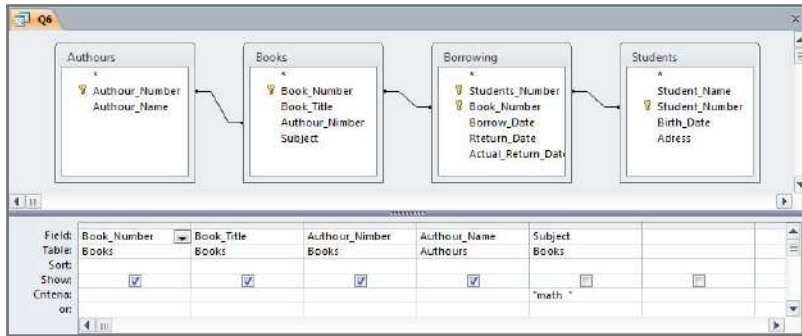 Q6
Authours
*
Authour_Number
Authour_Name
Books
*
Book_Number
Book_Title
Authour_Nimber
Subject
Borrowing
*
Students_Number
Book_Number
Borrow_Date
Rteturn_Date
Actual_Return_Date
Students
*
Student_Name
Student_Number
Birth_Date
Adress
Field: Book_Number Book_Title Authour_Nimber Authour_Name Subject
Table: Books Books Books Authours Books
Sort:
Show:
Criteria: "math "
or: